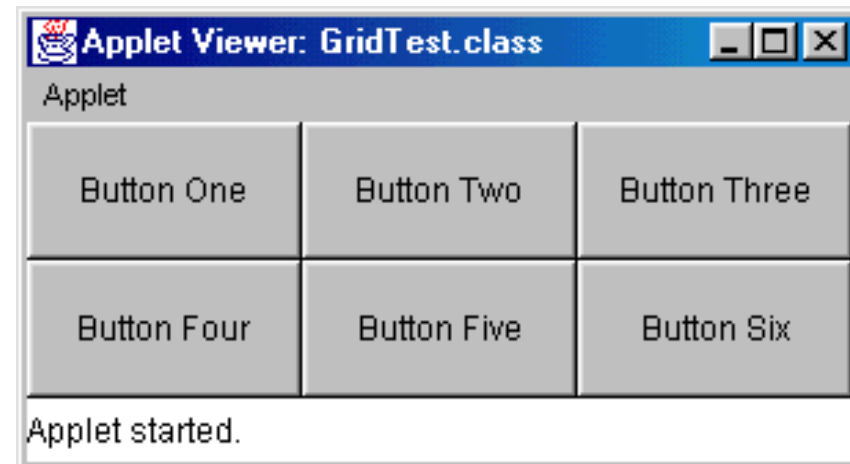 Applet Viewer: GridTest.class
Applet
Button One Button Two Button Three
Button Four Button Five Button Six
Applet started.